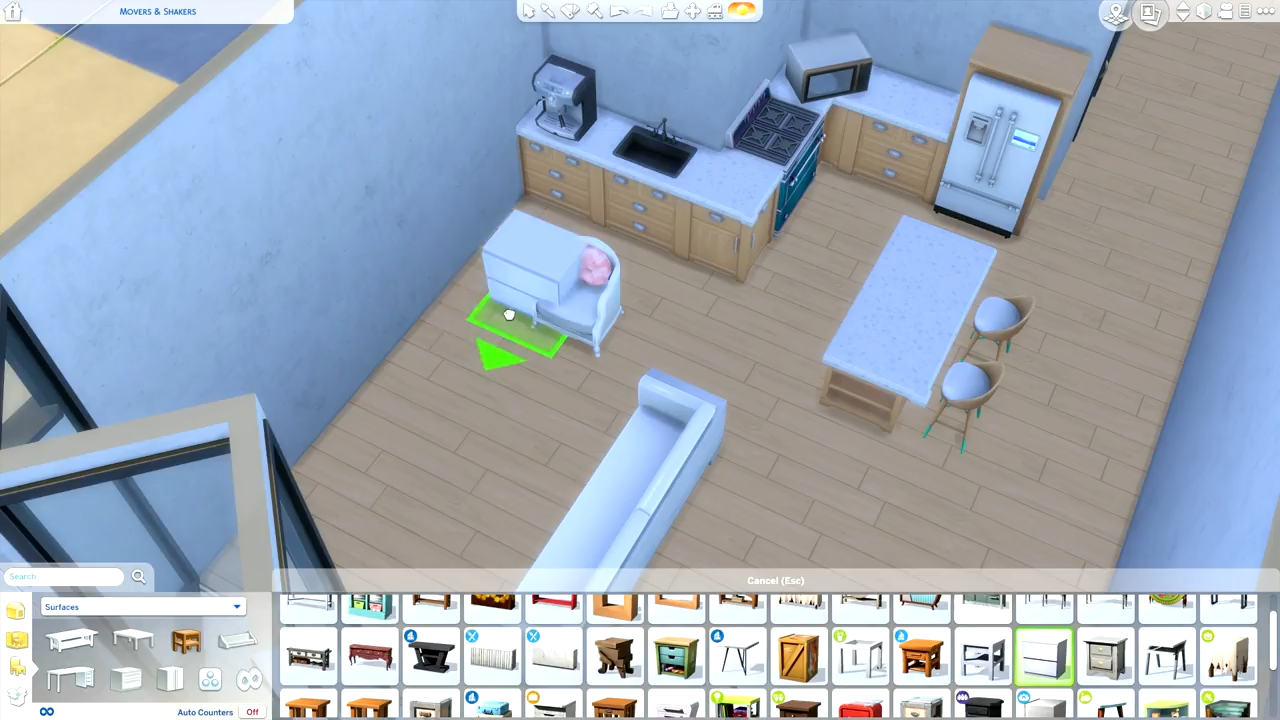 Movers & Shakers
Cancel (Esc)
Search
Surfaces
Auto Counters
Off